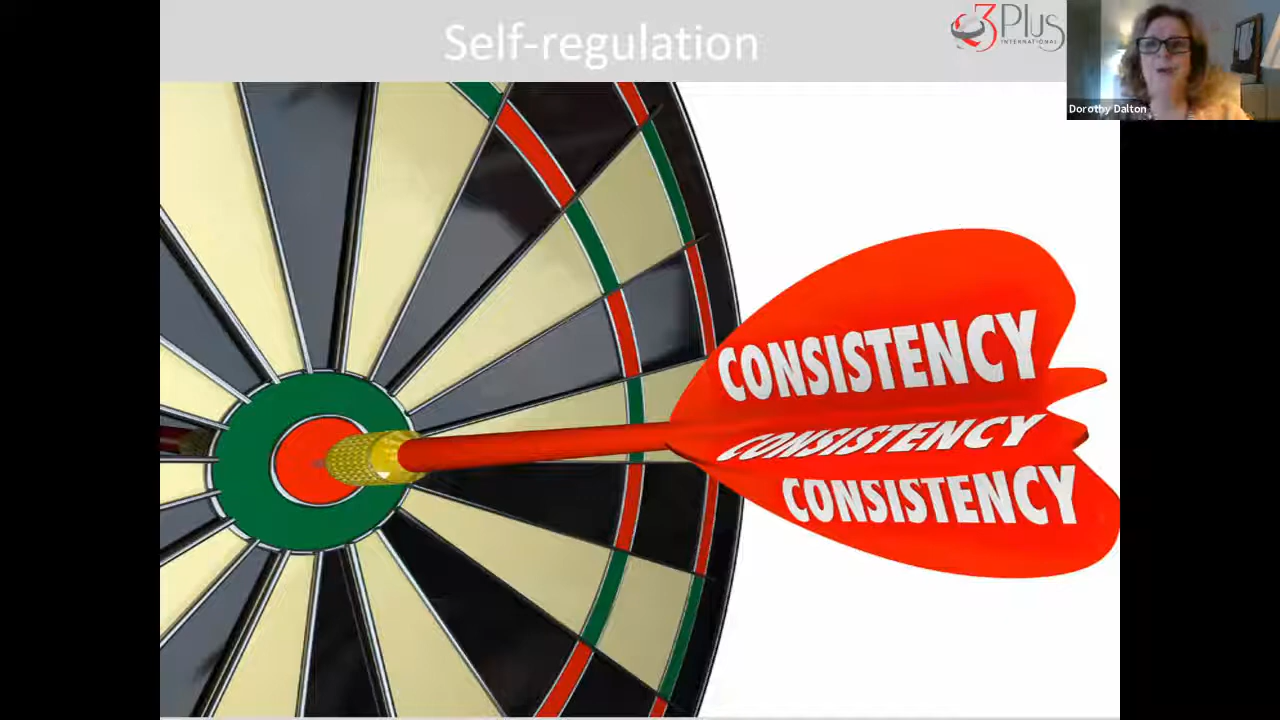 Self-regulation
3Plus
INTERNATIONAL
Dorothy Dalton
CONSISTENCY
CONSISTENCY
CONSISTENCY